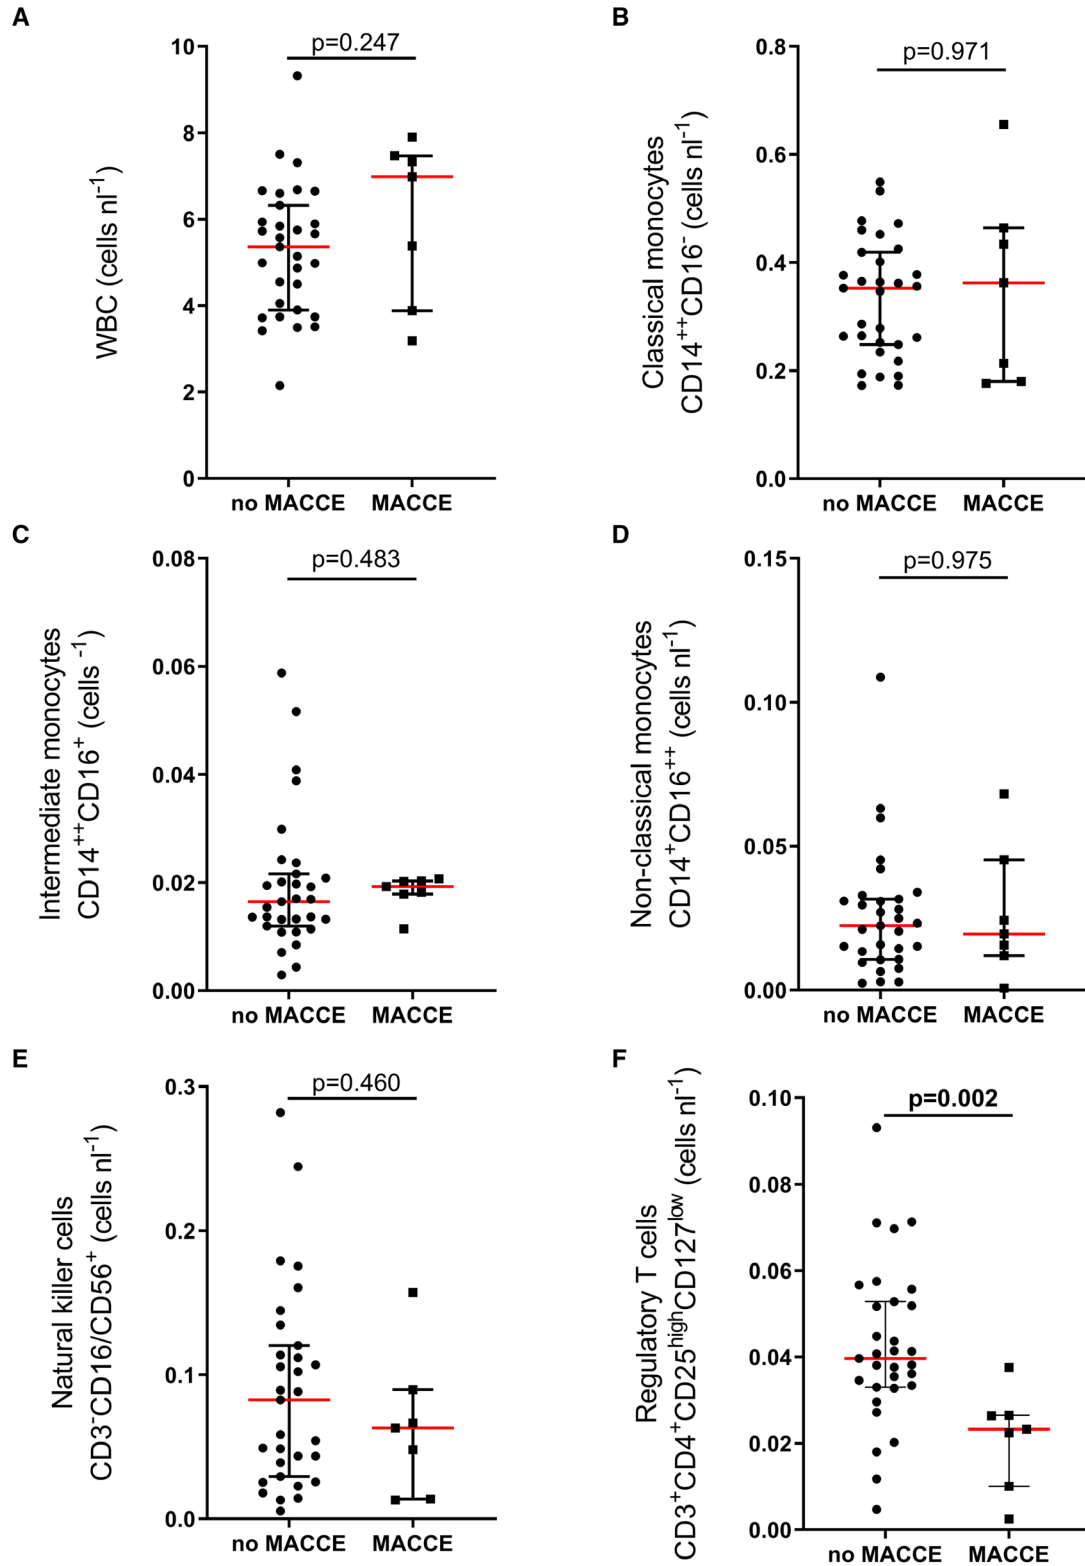 A
p=0.247
10
8
6
4
2
0
WBC (cells nl⁻¹)
no MACCE MACCE
B
p=0.971
0.8
0.6
0.4
0.2
0.0
Classical monocytes
CD14⁺⁺CD16⁻ (cells nl⁻¹)
no MACCE MACCE
C
p=0.483
0.08
0.06
0.04
0.02
0.00
Intermediate monocytes
CD14⁺⁺CD16⁺ (cells ⁻¹)
no MACCE MACCE
D
p=0.975
0.15
0.10
0.05
0.00
Non-classical monocytes
CD14⁺CD16⁺⁺ (cells nl⁻¹)
no MACCE MACCE
E
p=0.460
0.3
0.2
0.1
0.0
Natural killer cells
CD3⁻CD16/CD56⁺ (cells nl⁻¹)
no MACCE MACCE
F
p=0.002
0.10
0.08
0.06
0.04
0.02
0.00
Regulatory T cells
CD3⁺CD4⁺CD25ʰⁱᵍʰCD127ˡᵒʷ (cells nl⁻¹)
no MACCE MACCE